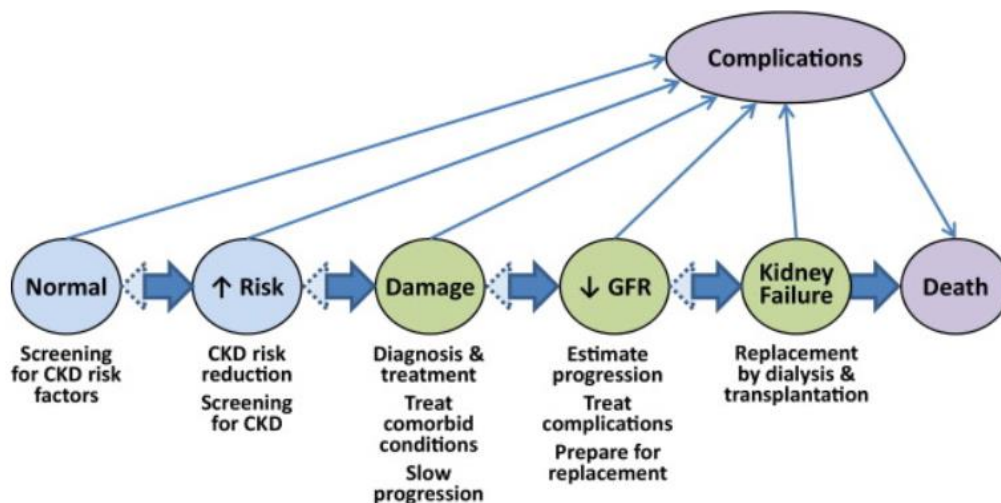 Complications
Normal
↑ Risk
Damage
↓ GFR
Kidney
Failure
Death
Screening
for CKD risk
factors
CKD risk
reduction
Screening
for CKD
Diagnosis &
treatment
Treat
comorbid
conditions
Slow
progression
Estimate
progression
Treat
complications
Prepare for
replacement
Replacement
by dialysis &
transplantation